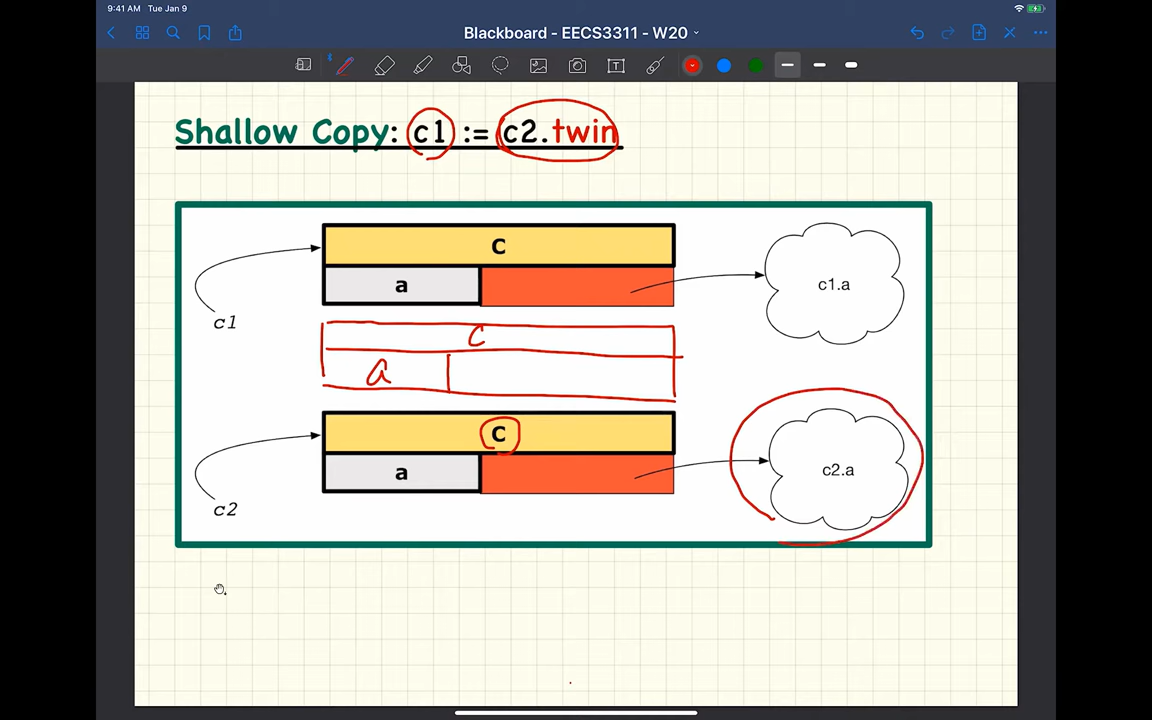 9:41 AM Tue Jan 9
Blackboard - EECS3311 - W20
T
Shallow Copy: c1 := c2.twin
C
a
c1.a
c1
C
a
C
a
c2.a
c2